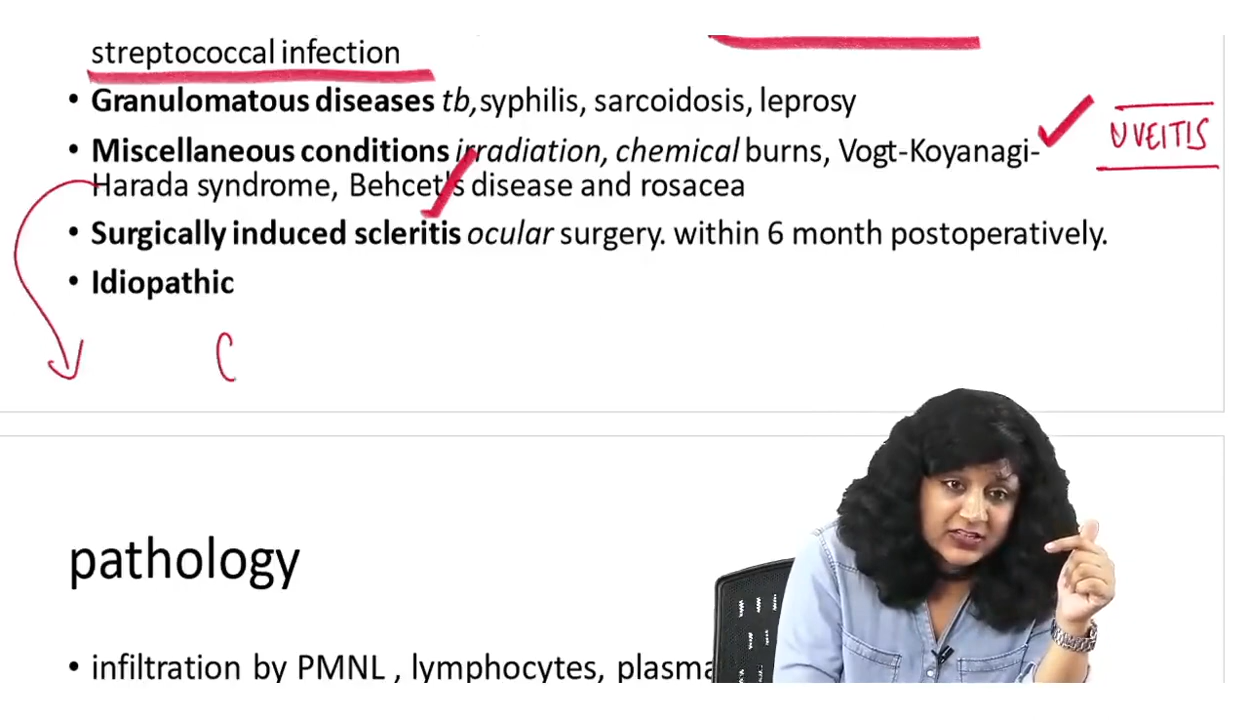 streptococcal infection
• Granulomatous diseases tb,syphilis, sarcoidosis, leprosy
• Miscellaneous conditions irradiation, chemical burns, Vogt-Koyanagi-
UVEITIS
Harada syndrome, Behcet's disease and rosacea
• Surgically induced scleritis ocular surgery. within 6 month postoperatively.
• Idiopathic
pathology
• infiltration by PMNL , lymphocytes, plasma